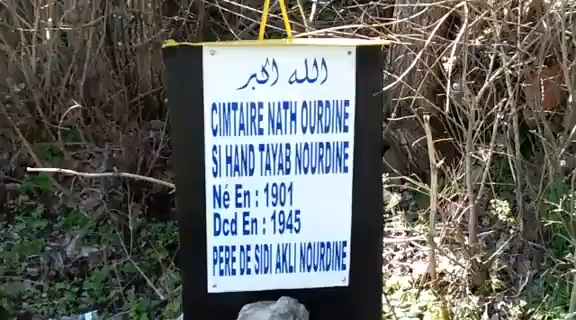 الله اكبر
CIMTAIRE NATH OURDINE
SI HAND TAYAB NOURDINE
Né En : 1901
Dcd En : 1945
PERE DE SIDI AKLI NOURDINE